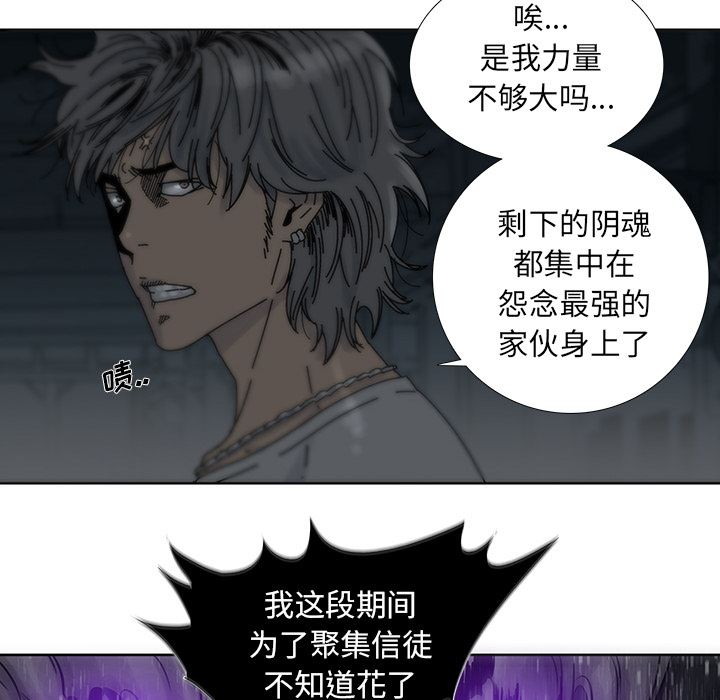 唉...
是我力量
不够大吗...
剩下的阴魂
都集中在
怨念最强的
家伙身上了
啧..
我这段期间
为了聚集信徒
不知道花了